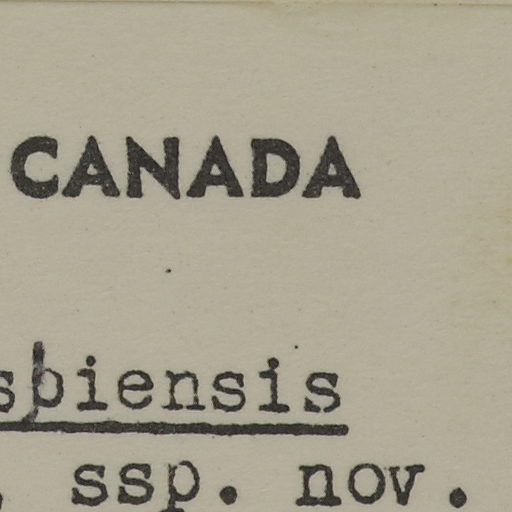 CANADA
sbiensis
. ssp. nov.